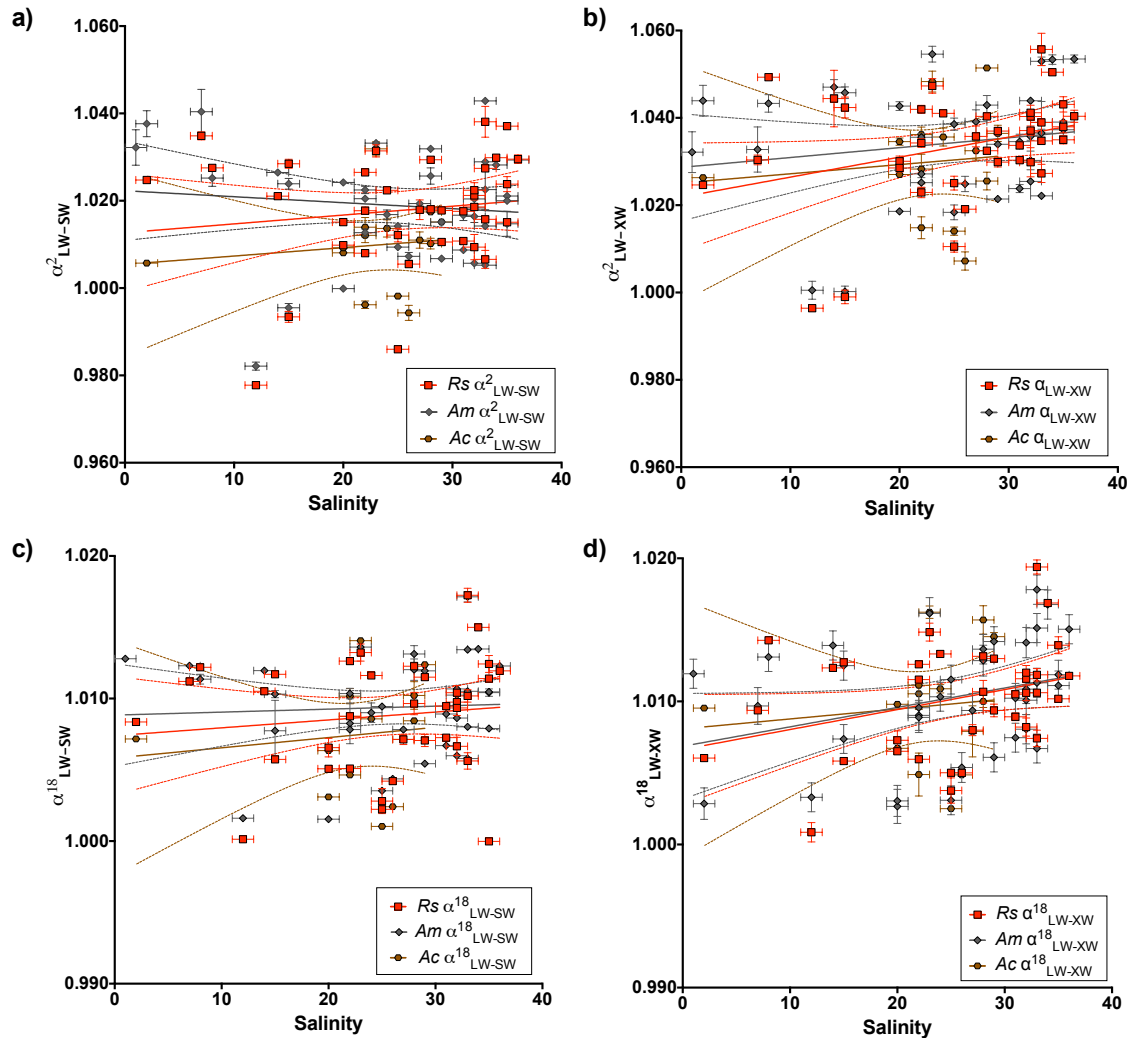 a)
1.060
1.040
1.020
1.000
0.980
0.960
0 10 20 30 40
α²LW−SW
Salinity
Rs α²LW-SW
Am α²LW-SW
Ac α²LW-SW
b)
1.060
1.040
1.020
1.000
0.980
0.960
0 10 20 30 40
α²LW−XW
Salinity
Rs αLW-XW
Am αLW-XW
Ac αLW-XW
c)
1.020
1.010
1.000
0.990
0 10 20 30 40
α¹⁸LW−SW
Salinity
Rs α¹⁸LW-SW
Am α¹⁸LW-SW
Ac α¹⁸LW-SW
d)
1.020
1.010
1.000
0.990
0 10 20 30 40
α¹⁸LW-XW
Salinity
Rs α¹⁸LW-XW
Am α¹⁸LW-XW
Ac α¹⁸LW-XW